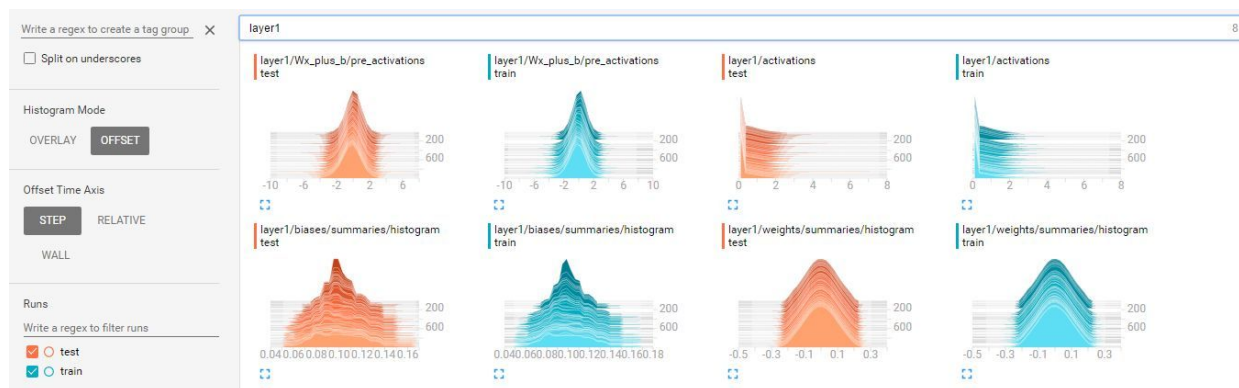 Write a regex to create a tag group
Split on underscores
Histogram Mode
OVERLAY OFFSET
Offset Time Axis
STEP RELATIVE
WALL
Runs
Write a regex to filter runs
test
train
layer1 8
layer1/Wx_plus_b/pre_activations
test
200
600
-10 -6 -2 2 6
layer1/Wx_plus_b/pre_activations
train
200
600
-10 -6 -2 2 6 10
layer1/activations
test
200
600
0 2 4 6 8
layer1/activations
train
200
600
0 2 4 6 8
layer1/biases/summaries/histogram
test
200
600
0.04 0.06 0.08 0.10 0.12 0.14 0.16
layer1/biases/summaries/histogram
train
200
600
0.04 0.06 0.08 0.10 0.12 0.14 0.16 0.18
layer1/weights/summaries/histogram
test
200
600
-0.5 -0.3 -0.1 0.1 0.3
layer1/weights/summaries/histogram
train
200
600
-0.5 -0.3 -0.1 0.1 0.3